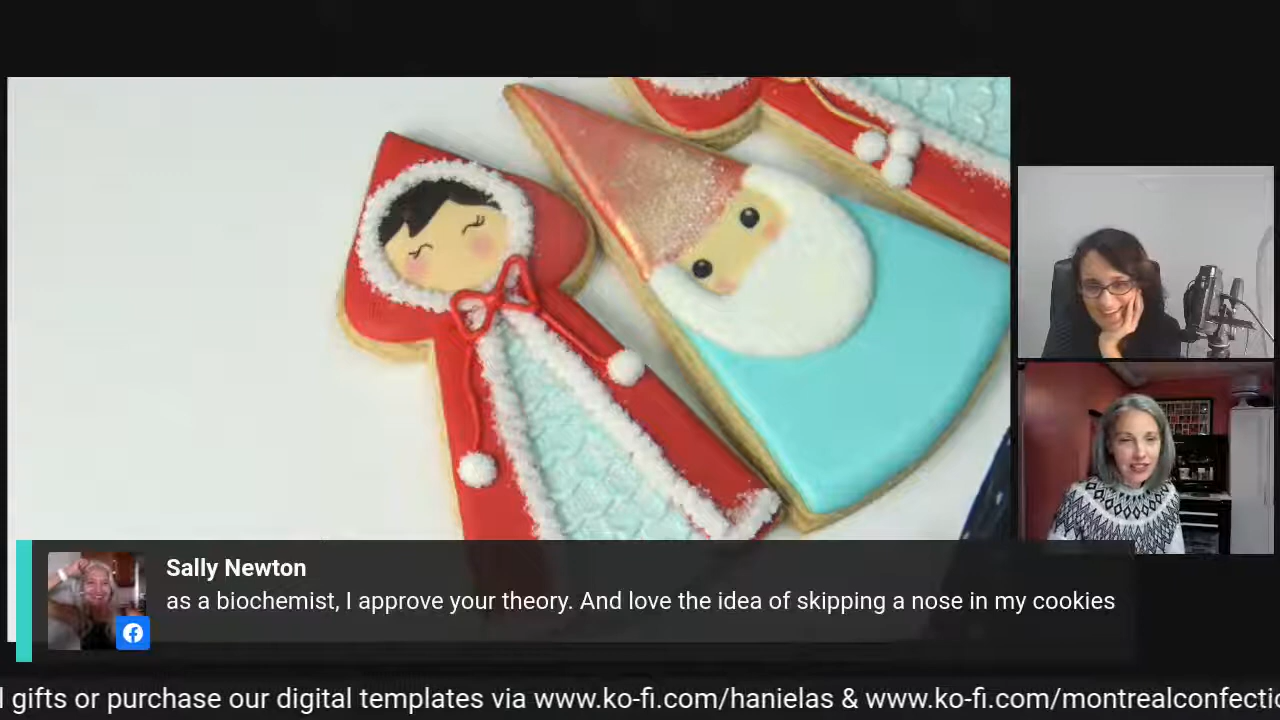 Sally Newton
as a biochemist, I approve your theory. And love the idea of skipping a nose in my cookies
gifts or purchase our digital templates via www.ko-fi.com/hanielas & www.ko-fi.com/montrealconfectio